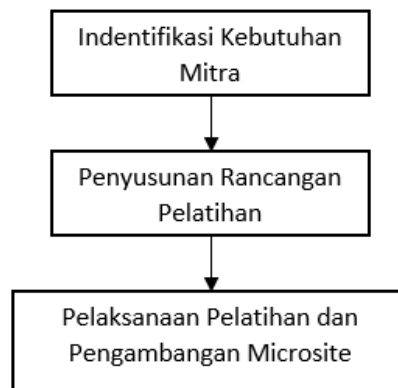 Indentifikasi Kebutuhan
Mitra
Penyusunan Rancangan
Pelatihan
Pelaksanaan Pelatihan dan
Pengambangan Microsite